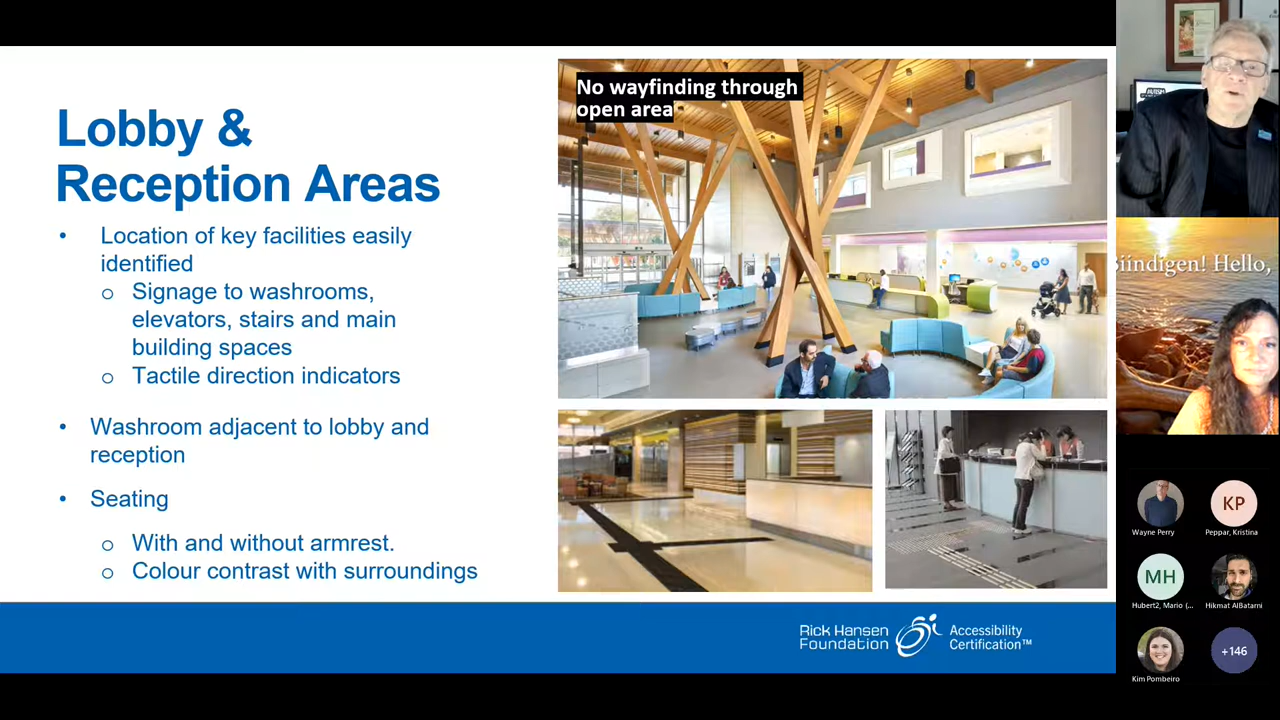 Lobby &
Reception Areas
• Location of key facilities easily
identified
o Signage to washrooms,
elevators, stairs and main
building spaces
o Tactile direction indicators
• Washroom adjacent to lobby and
reception
• Seating
o With and without armrest.
o Colour contrast with surroundings
No wayfinding through
open area
Rick Hansen
Foundation
Accessibility
Certification™
Siindigen! Hello,
KP
Wayne Perry
Peppar, Kristina
MH
Hubert2, Mario (...
Hikmat AlBatarni
+146
Kim Pombeiro